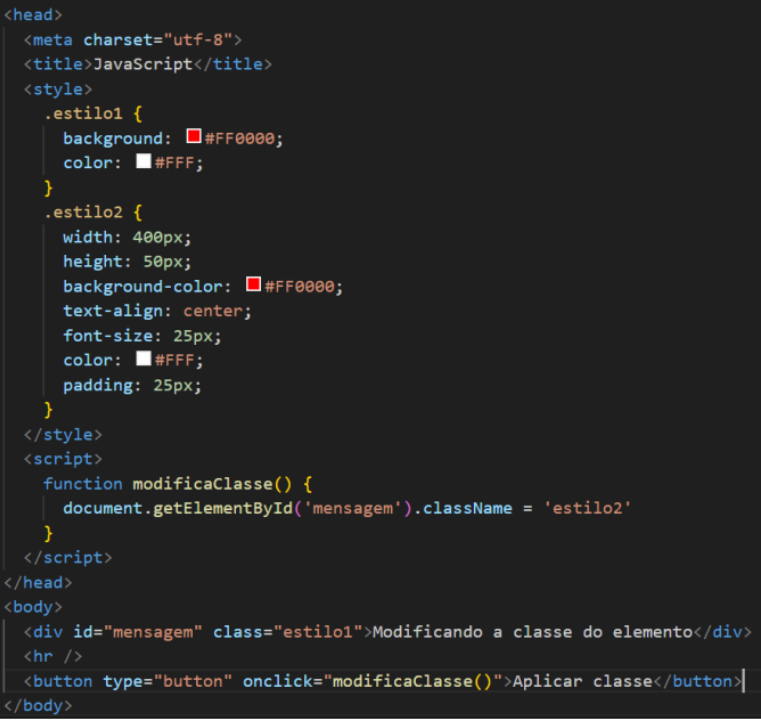 <head>
<meta charset="utf-8">
<title>JavaScript</title>
<style>
.estilo1 {
background: #FF0000;
color: #FFF;
}
.estilo2 {
width: 400px;
height: 50px;
background-color: #FF0000;
text-align: center;
font-size: 25px;
color: #FFF;
padding: 25px;
}
</style>
<script>
function modificaClasse() {
document.getElementById('mensagem').className = 'estilo2'
}
</script>
</head>
<body>
<div id="mensagem" class="estilo1">Modificando a classe do elemento</div>
<hr />
<button type="button" onclick="modificaClasse()">Aplicar classe</button>
</body>